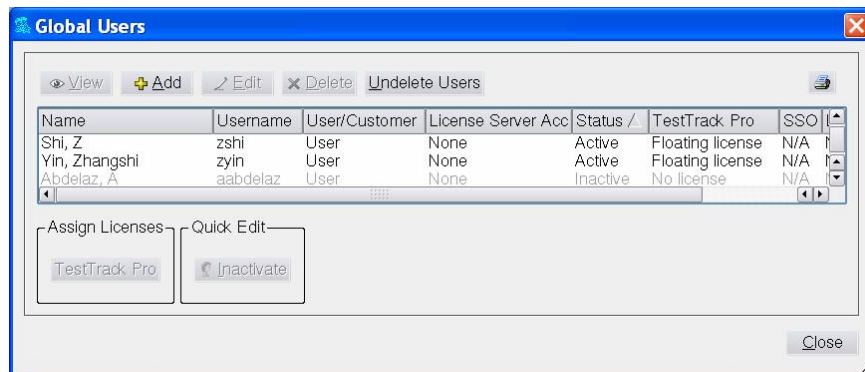 Global Users
View Add Edit Delete Undelete Users
Name Username User/Customer License Server Acc Status TestTrack Pro SSO
Shi, Z zshi User None Active Floating license N/A
Yin, Zhangshi zyin User None Active Floating license N/A
Abdelaz, A aabdelaz User None Inactive No license N/A
Assign Licenses Quick Edit
TestTrack Pro Inactivate
Close